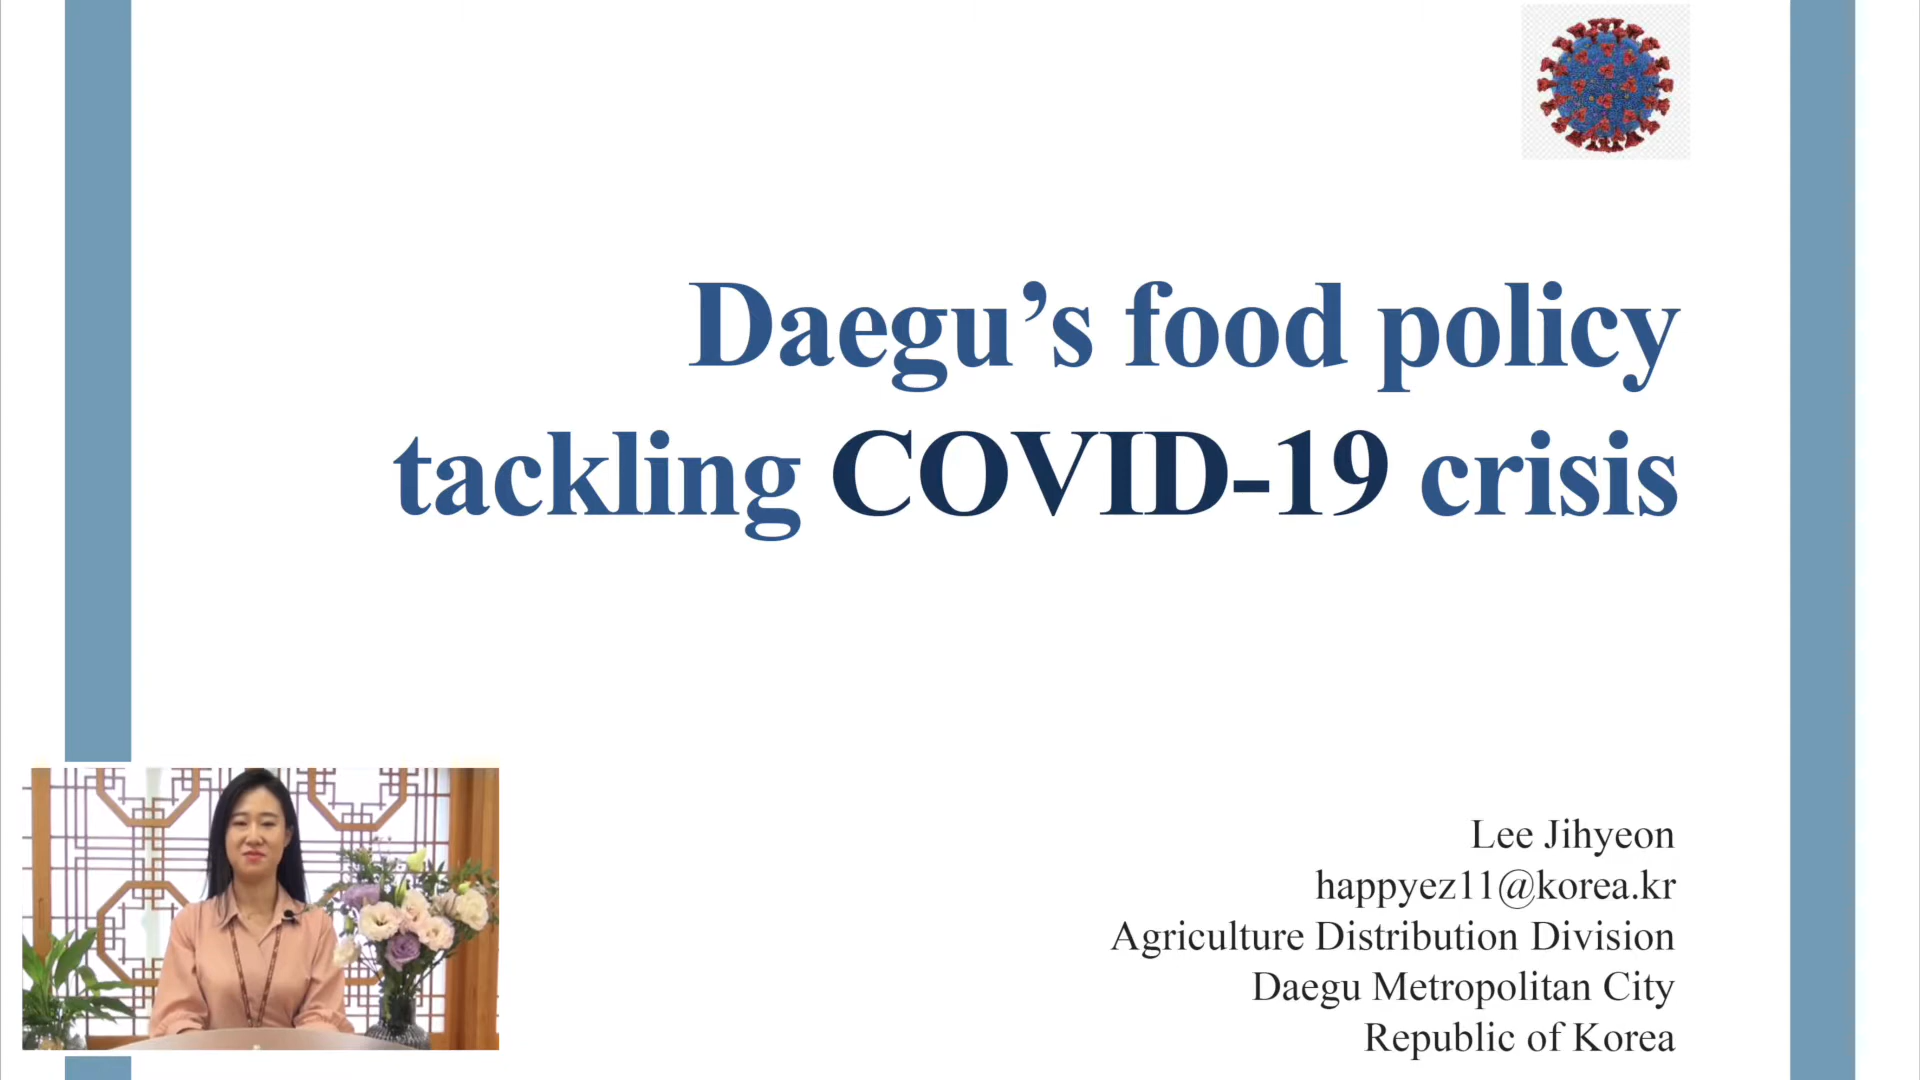 Daegu’s food policy
tackling COVID-19 crisis
Lee Jihyeon
happyez11@korea.kr
Agriculture Distribution Division
Daegu Metropolitan City
Republic of Korea